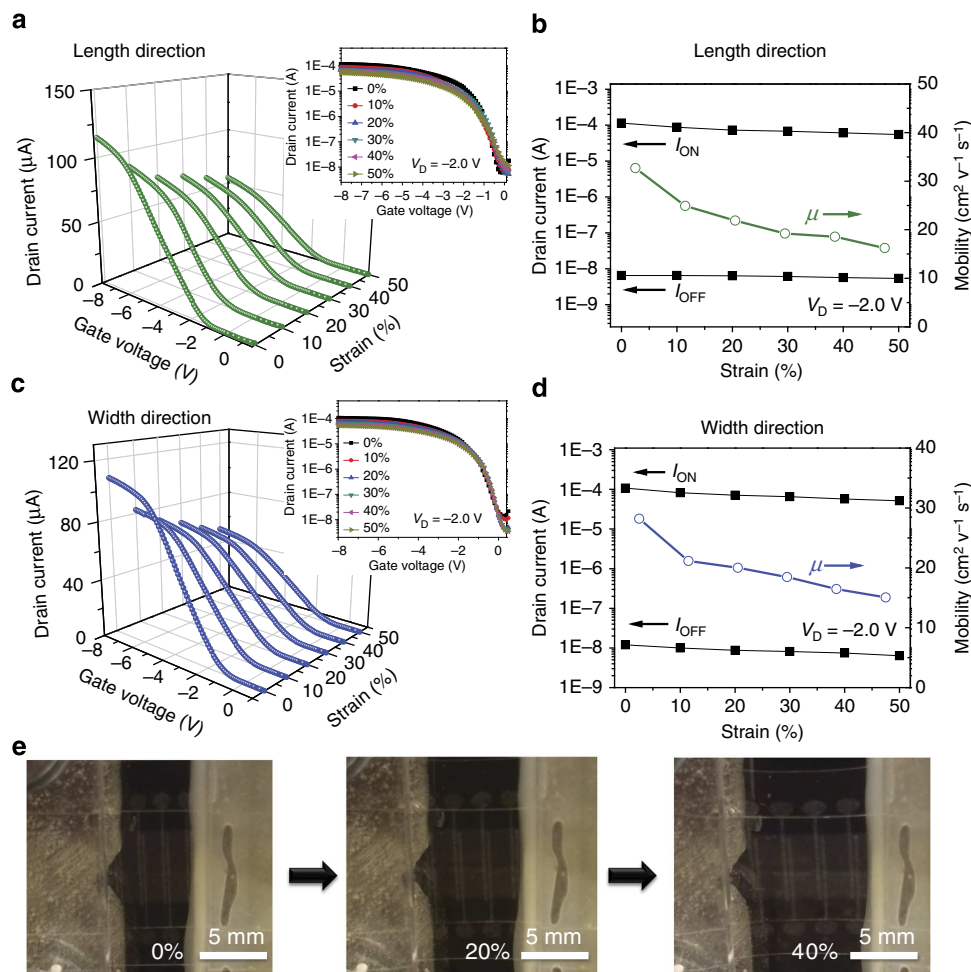 a
Length direction
150
100
50
0
Drain current (μA)
−8
−6
−4
−2
0
Gate voltage (V)
0
10
20
30
40
50
Strain (%)
1E−4
1E−5
1E−6
1E−7
1E−8
Drain current (A)
0%
10%
20%
30%
40%
50%
VD = −2.0 V
−8 −7 −6 −5 −4 −3 −2 −1 0
Gate voltage (V)
b
Length direction
1E−3
1E−4
1E−5
1E−6
1E−7
1E−8
1E−9
Drain current (A)
ION
μ
IOFF
VD = −2.0 V
50
40
30
20
10
0
Mobility (cm² v⁻¹ s⁻¹)
0 10 20 30 40 50
Strain (%)
c
Width direction
120
80
40
0
Drain current (μA)
−8
−6
−4
−2
0
Gate voltage (V)
0
10
20
30
40
50
Strain (%)
1E−4
1E−5
1E−6
1E−7
1E−8
Drain current (A)
0%
10%
20%
30%
40%
50%
VD = −2.0 V
−8 −6 −4 −2 0
Gate voltage (V)
d
Width direction
1E−3
1E−4
1E−5
1E−6
1E−7
1E−8
1E−9
Drain current (A)
ION
μ
IOFF
VD = −2.0 V
40
30
20
10
0
Mobility (cm² v⁻¹ s⁻¹)
0 10 20 30 40 50
Strain (%)
e
0%
5 mm
20%
5 mm
40%
5 mm